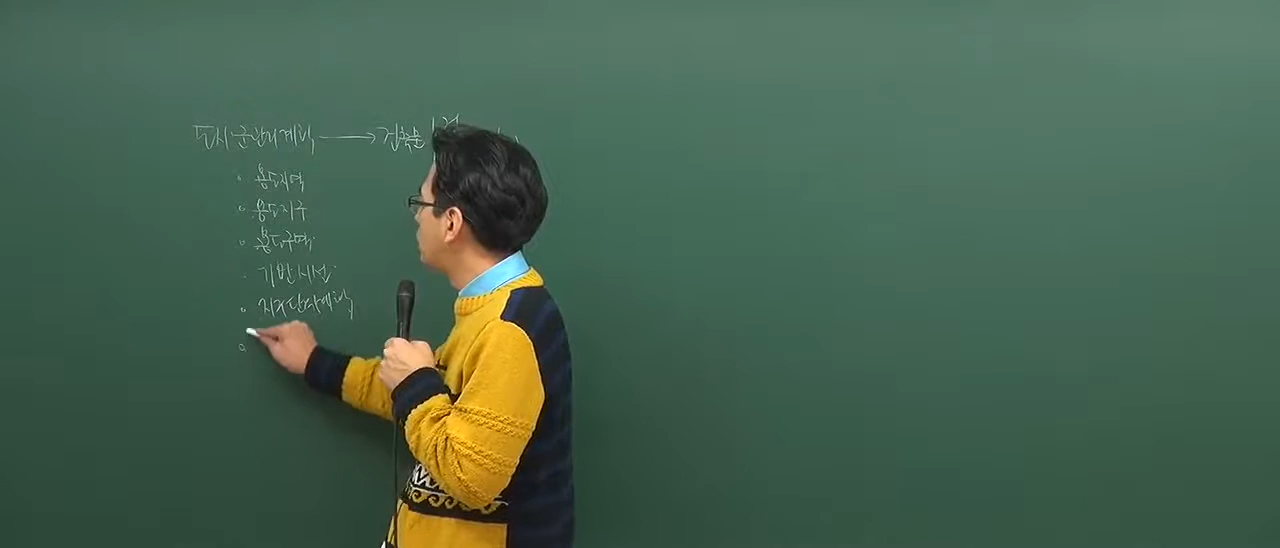 도시·군관리계획 → 건축
· 용도지역
· 용도지구
· 용도구역
· 기반시설
· 지구단위계획